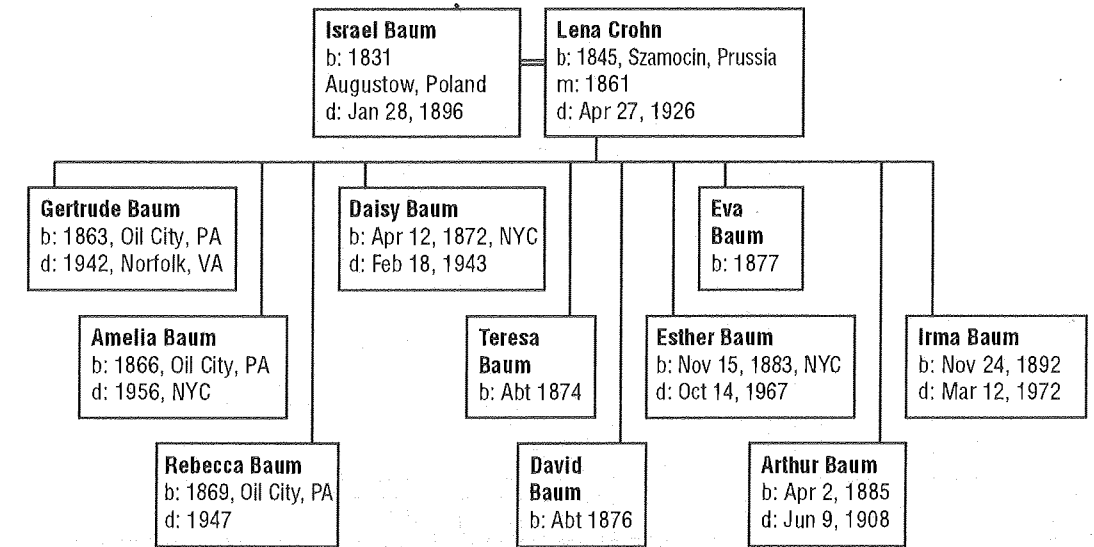 Israel Baum
b: 1831
Augustow, Poland
d: Jan 28, 1896
Lena Crohn
b: 1845, Szamocin, Prussia
m: 1861
d: Apr 27, 1926
Gertrude Baum
b: 1863, Oil City, PA
d: 1942, Norfolk, VA
Daisy Baum
b: Apr 12, 1872, NYC
d: Feb 18, 1943
Eva
Baum
b: 1877
Amelia Baum
b: 1866, Oil City, PA
d: 1956, NYC
Teresa
Baum
b: Abt 1874
Esther Baum
b: Nov 15, 1883, NYC
d: Oct 14, 1967
Irma Baum
b: Nov 24, 1892
d: Mar 12, 1972
Rebecca Baum
b: 1869, Oil City, PA
d: 1947
David
Baum
b: Abt 1876
Arthur Baum
b: Apr 2, 1885
d: Jun 9, 1908